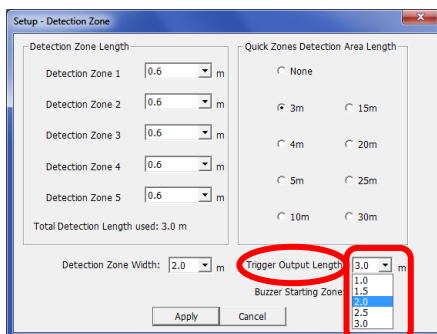 Setup - Detection Zone
Detection Zone Length
Detection Zone 1 0.6 m
Detection Zone 2 0.6 m
Detection Zone 3 0.6 m
Detection Zone 4 0.6 m
Detection Zone 5 0.6 m
Total Detection Length used: 3.0 m
Quick Zones Detection Area Length
None
3m 15m
4m 20m
5m 25m
10m 30m
Detection Zone Width: 2.0 m Trigger Output Length 3.0 m
1.0
1.5
2.0
2.5
3.0
Buzzer Starting Zone
Apply Cancel